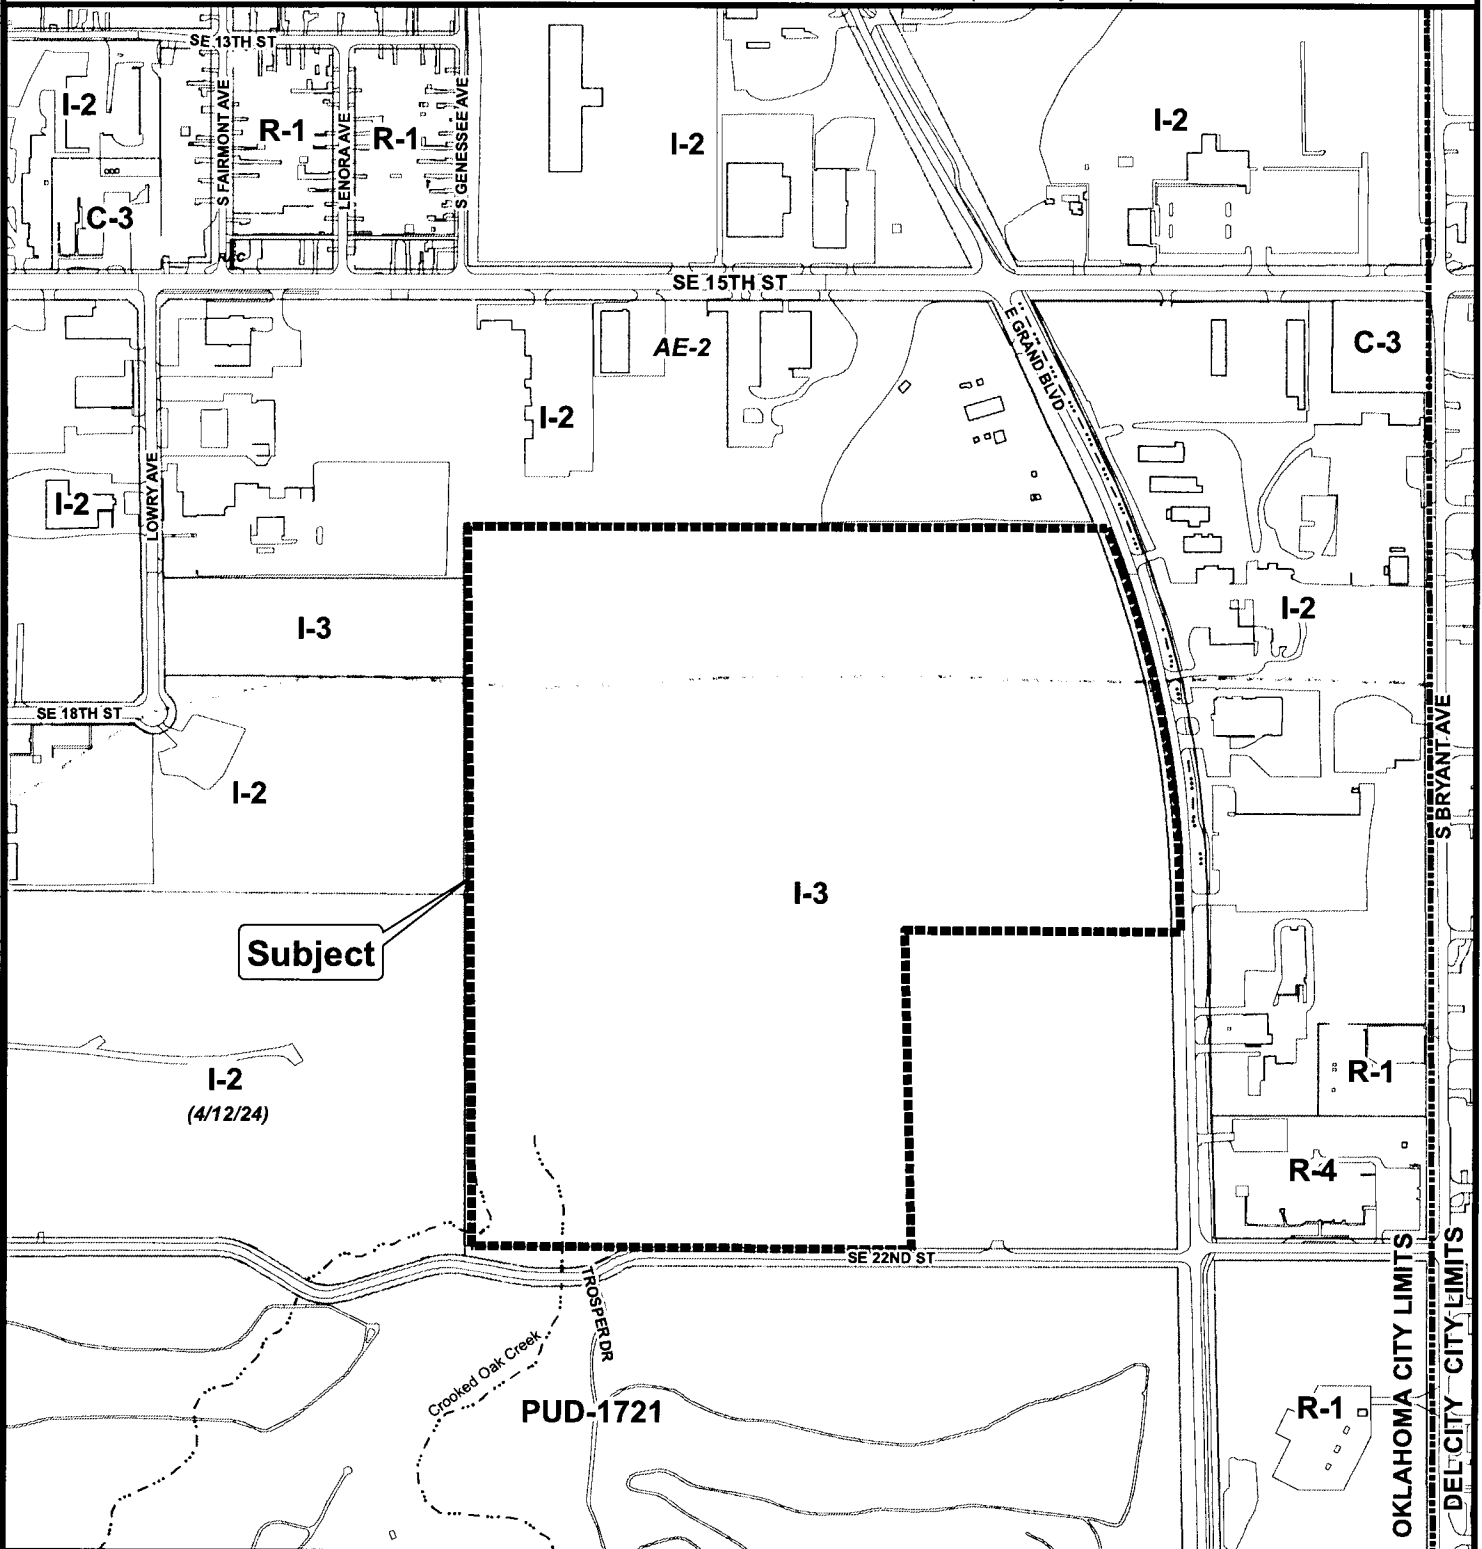 SE 13TH ST
I-2
S FAIRMONT AVE
R-1
LENORA AVE
R-1
S GENESSEE AVE
I-2
I-2
C-3
SE 15TH ST
AE-2
E GRAND BLVD
C-3
I-2
LOWRY AVE
I-2
I-3
I-2
SE 18TH ST
I-2
S BRYANT AVE
I-3
Subject
I-2
(4/12/24)
R-1
R-4
SE 22ND ST
TROSPER DR
Crooked Oak Creek
PUD-1721
R-1
OKLAHOMA CITY LIMITS
DEL CITY CITY LIMITS